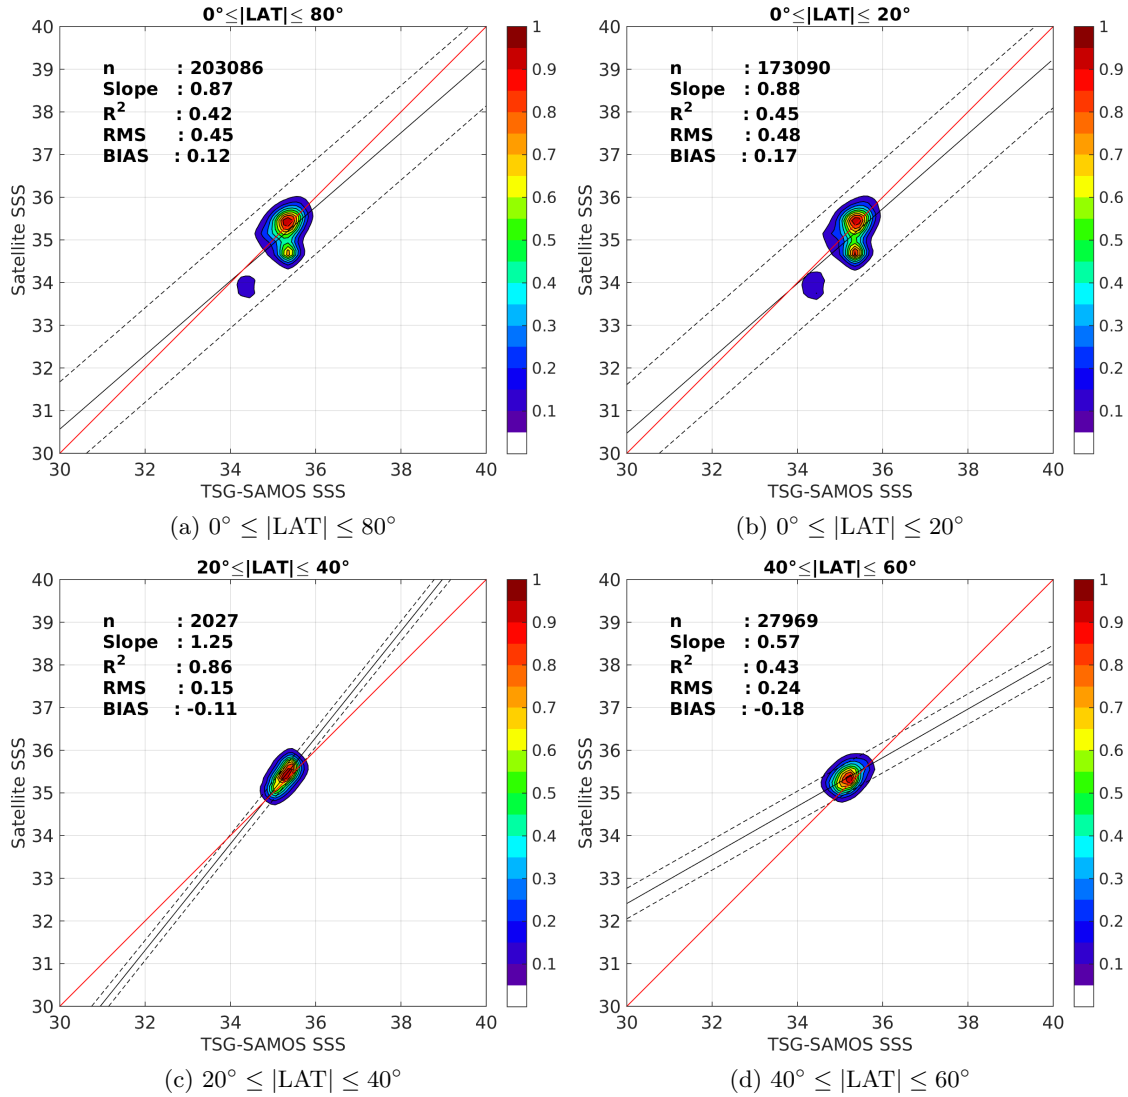 0°≤|LAT|≤ 80°
n : 203086
Slope : 0.87
R² : 0.42
RMS : 0.45
BIAS : 0.12
Satellite SSS
40
39
38
37
36
35
34
33
32
31
30
30 32 34 36 38 40
TSG-SAMOS SSS
1
0.9
0.8
0.7
0.6
0.5
0.4
0.3
0.2
0.1
(a) 0° ≤ |LAT| ≤ 80°
0°≤|LAT|≤ 20°
n : 173090
Slope : 0.88
R² : 0.45
RMS : 0.48
BIAS : 0.17
Satellite SSS
40
39
38
37
36
35
34
33
32
31
30
30 32 34 36 38 40
TSG-SAMOS SSS
1
0.9
0.8
0.7
0.6
0.5
0.4
0.3
0.2
0.1
(b) 0° ≤ |LAT| ≤ 20°
20°≤|LAT|≤ 40°
n : 2027
Slope : 1.25
R² : 0.86
RMS : 0.15
BIAS : -0.11
Satellite SSS
40
39
38
37
36
35
34
33
32
31
30
30 32 34 36 38 40
TSG-SAMOS SSS
1
0.9
0.8
0.7
0.6
0.5
0.4
0.3
0.2
0.1
(c) 20° ≤ |LAT| ≤ 40°
40°≤|LAT|≤ 60°
n : 27969
Slope : 0.57
R² : 0.43
RMS : 0.24
BIAS : -0.18
Satellite SSS
40
39
38
37
36
35
34
33
32
31
30
30 32 34 36 38 40
TSG-SAMOS SSS
1
0.9
0.8
0.7
0.6
0.5
0.4
0.3
0.2
0.1
(d) 40° ≤ |LAT| ≤ 60°